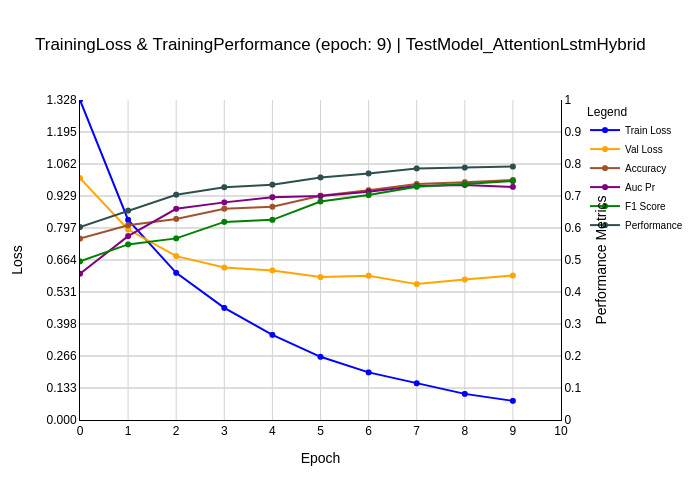 TrainingLoss & TrainingPerformance (epoch: 9) | TestModel_AttentionLstmHybrid
Legend
Train Loss
Val Loss
Accuracy
Auc Pr
F1 Score
Performance
Loss
1.328
1.195
1.062
0.929
0.797
0.664
0.531
0.398
0.266
0.133
0.000
1
0.9
0.8
0.7
0.6
0.5
0.4
0.3
0.2
0.1
0
Performance Metrics
0 1 2 3 4 5 6 7 8 9 10
Epoch